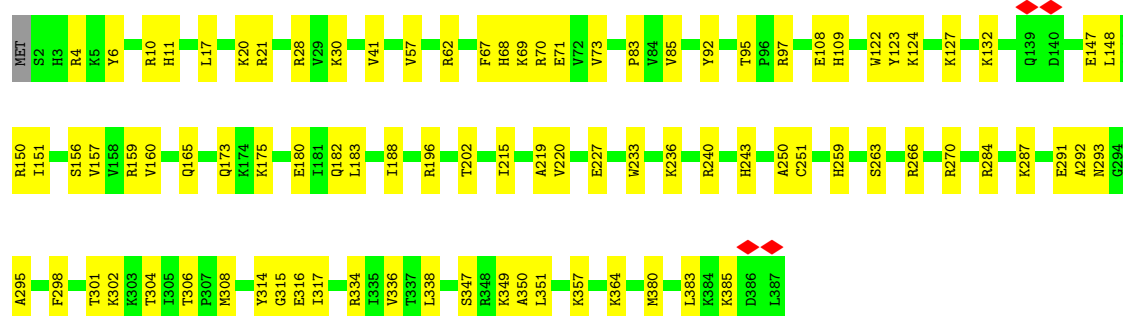 MET S2 H3 R4 K5 Y6 R10 H11 L17 K20 R21 R28 V29 K30 V41 V57 R62 F67 H68 K69 R70 E71 V72 V73 P83 V84 V85 Y92 T95 P96 R97 E108 H109 W122 Y123 K124 K127 K132 Q139 D140 E147 L148
R150 I151 S156 V157 V158 R159 V160 Q165 Q173 K174 K175 E180 I181 Q182 L183 I188 R196 T202 I215 A219 V220 E227 W233 K236 R240 H243 A250 C251 H259 S263 R266 R270 R284 K287 E291 A292 N293 G294
A295 F298 T301 K302 K303 T304 I305 T306 P307 M308 Y314 G315 E316 I317 R334 I335 V336 T337 L338 S347 R348 K349 A350 L351 K357 K364 M380 L383 K384 K385 D386 L387